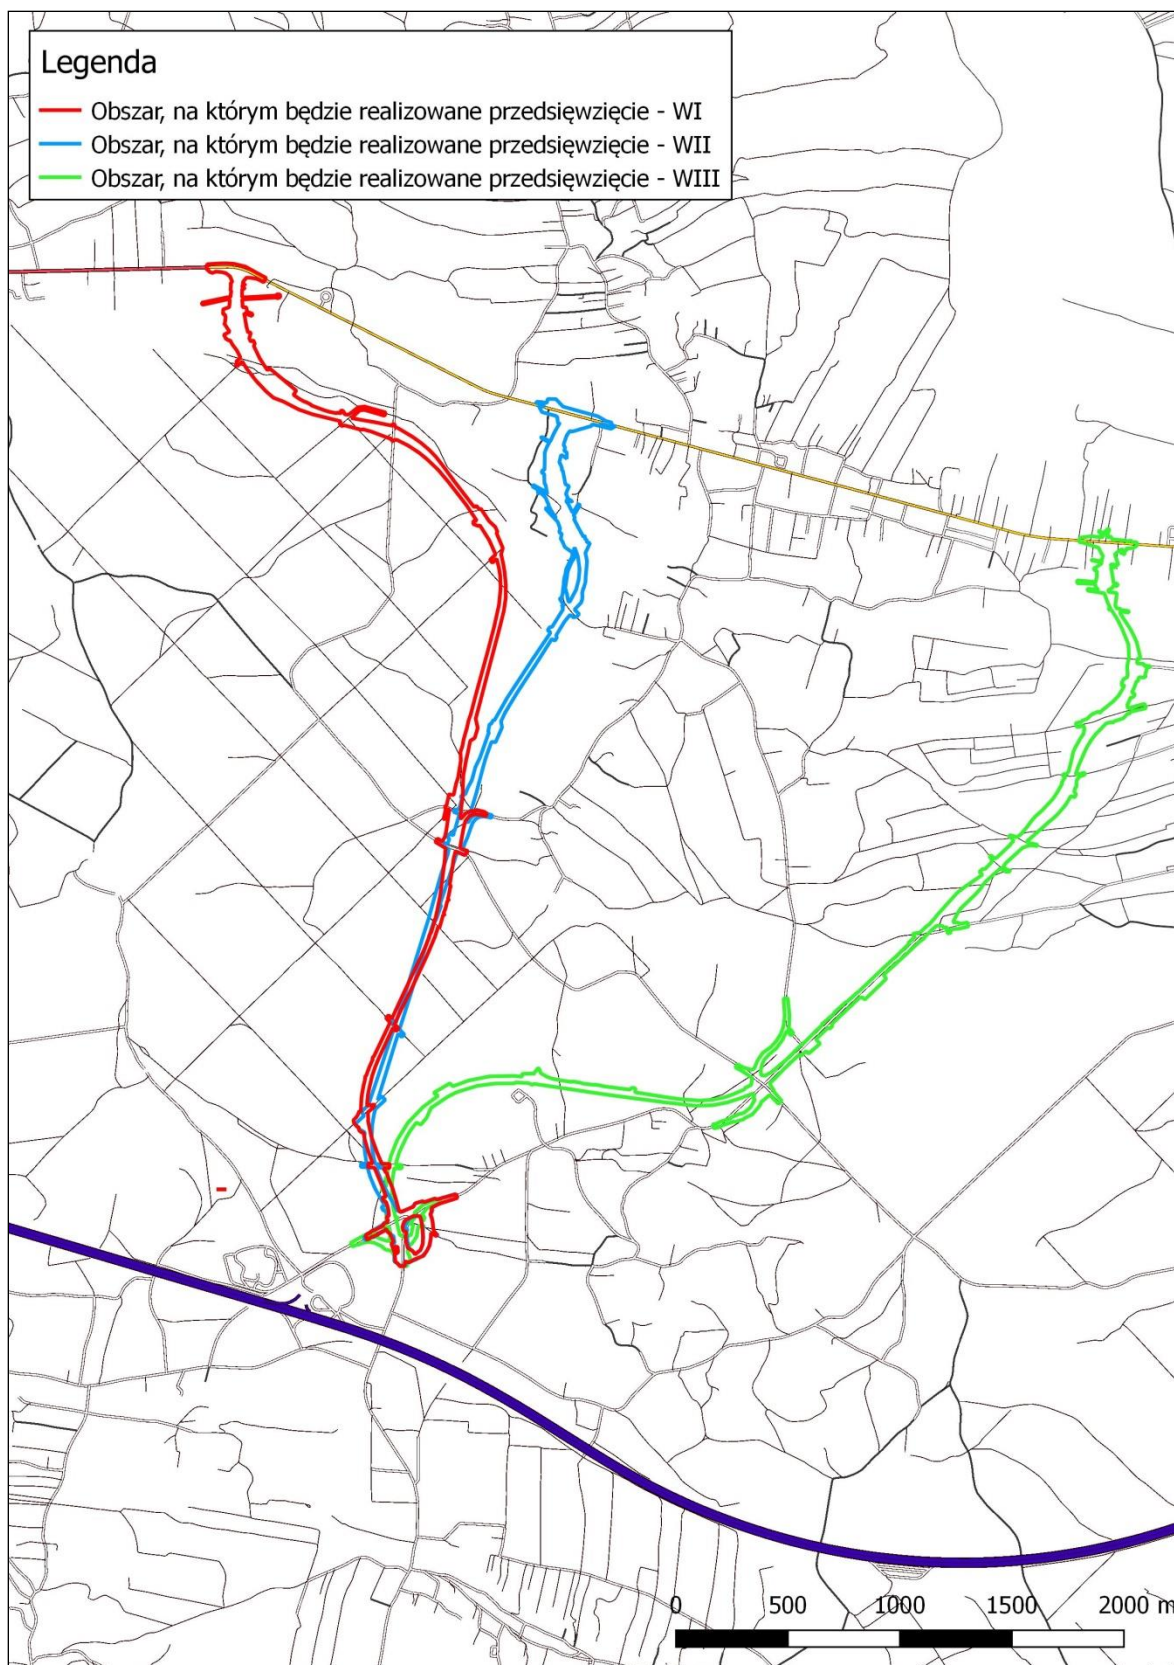 Legenda
Obszar, na którym będzie realizowane przedsięwzięcie - WI
Obszar, na którym będzie realizowane przedsięwzięcie - WII
Obszar, na którym będzie realizowane przedsięwzięcie - WIII
0 500 1000 1500 2000 m